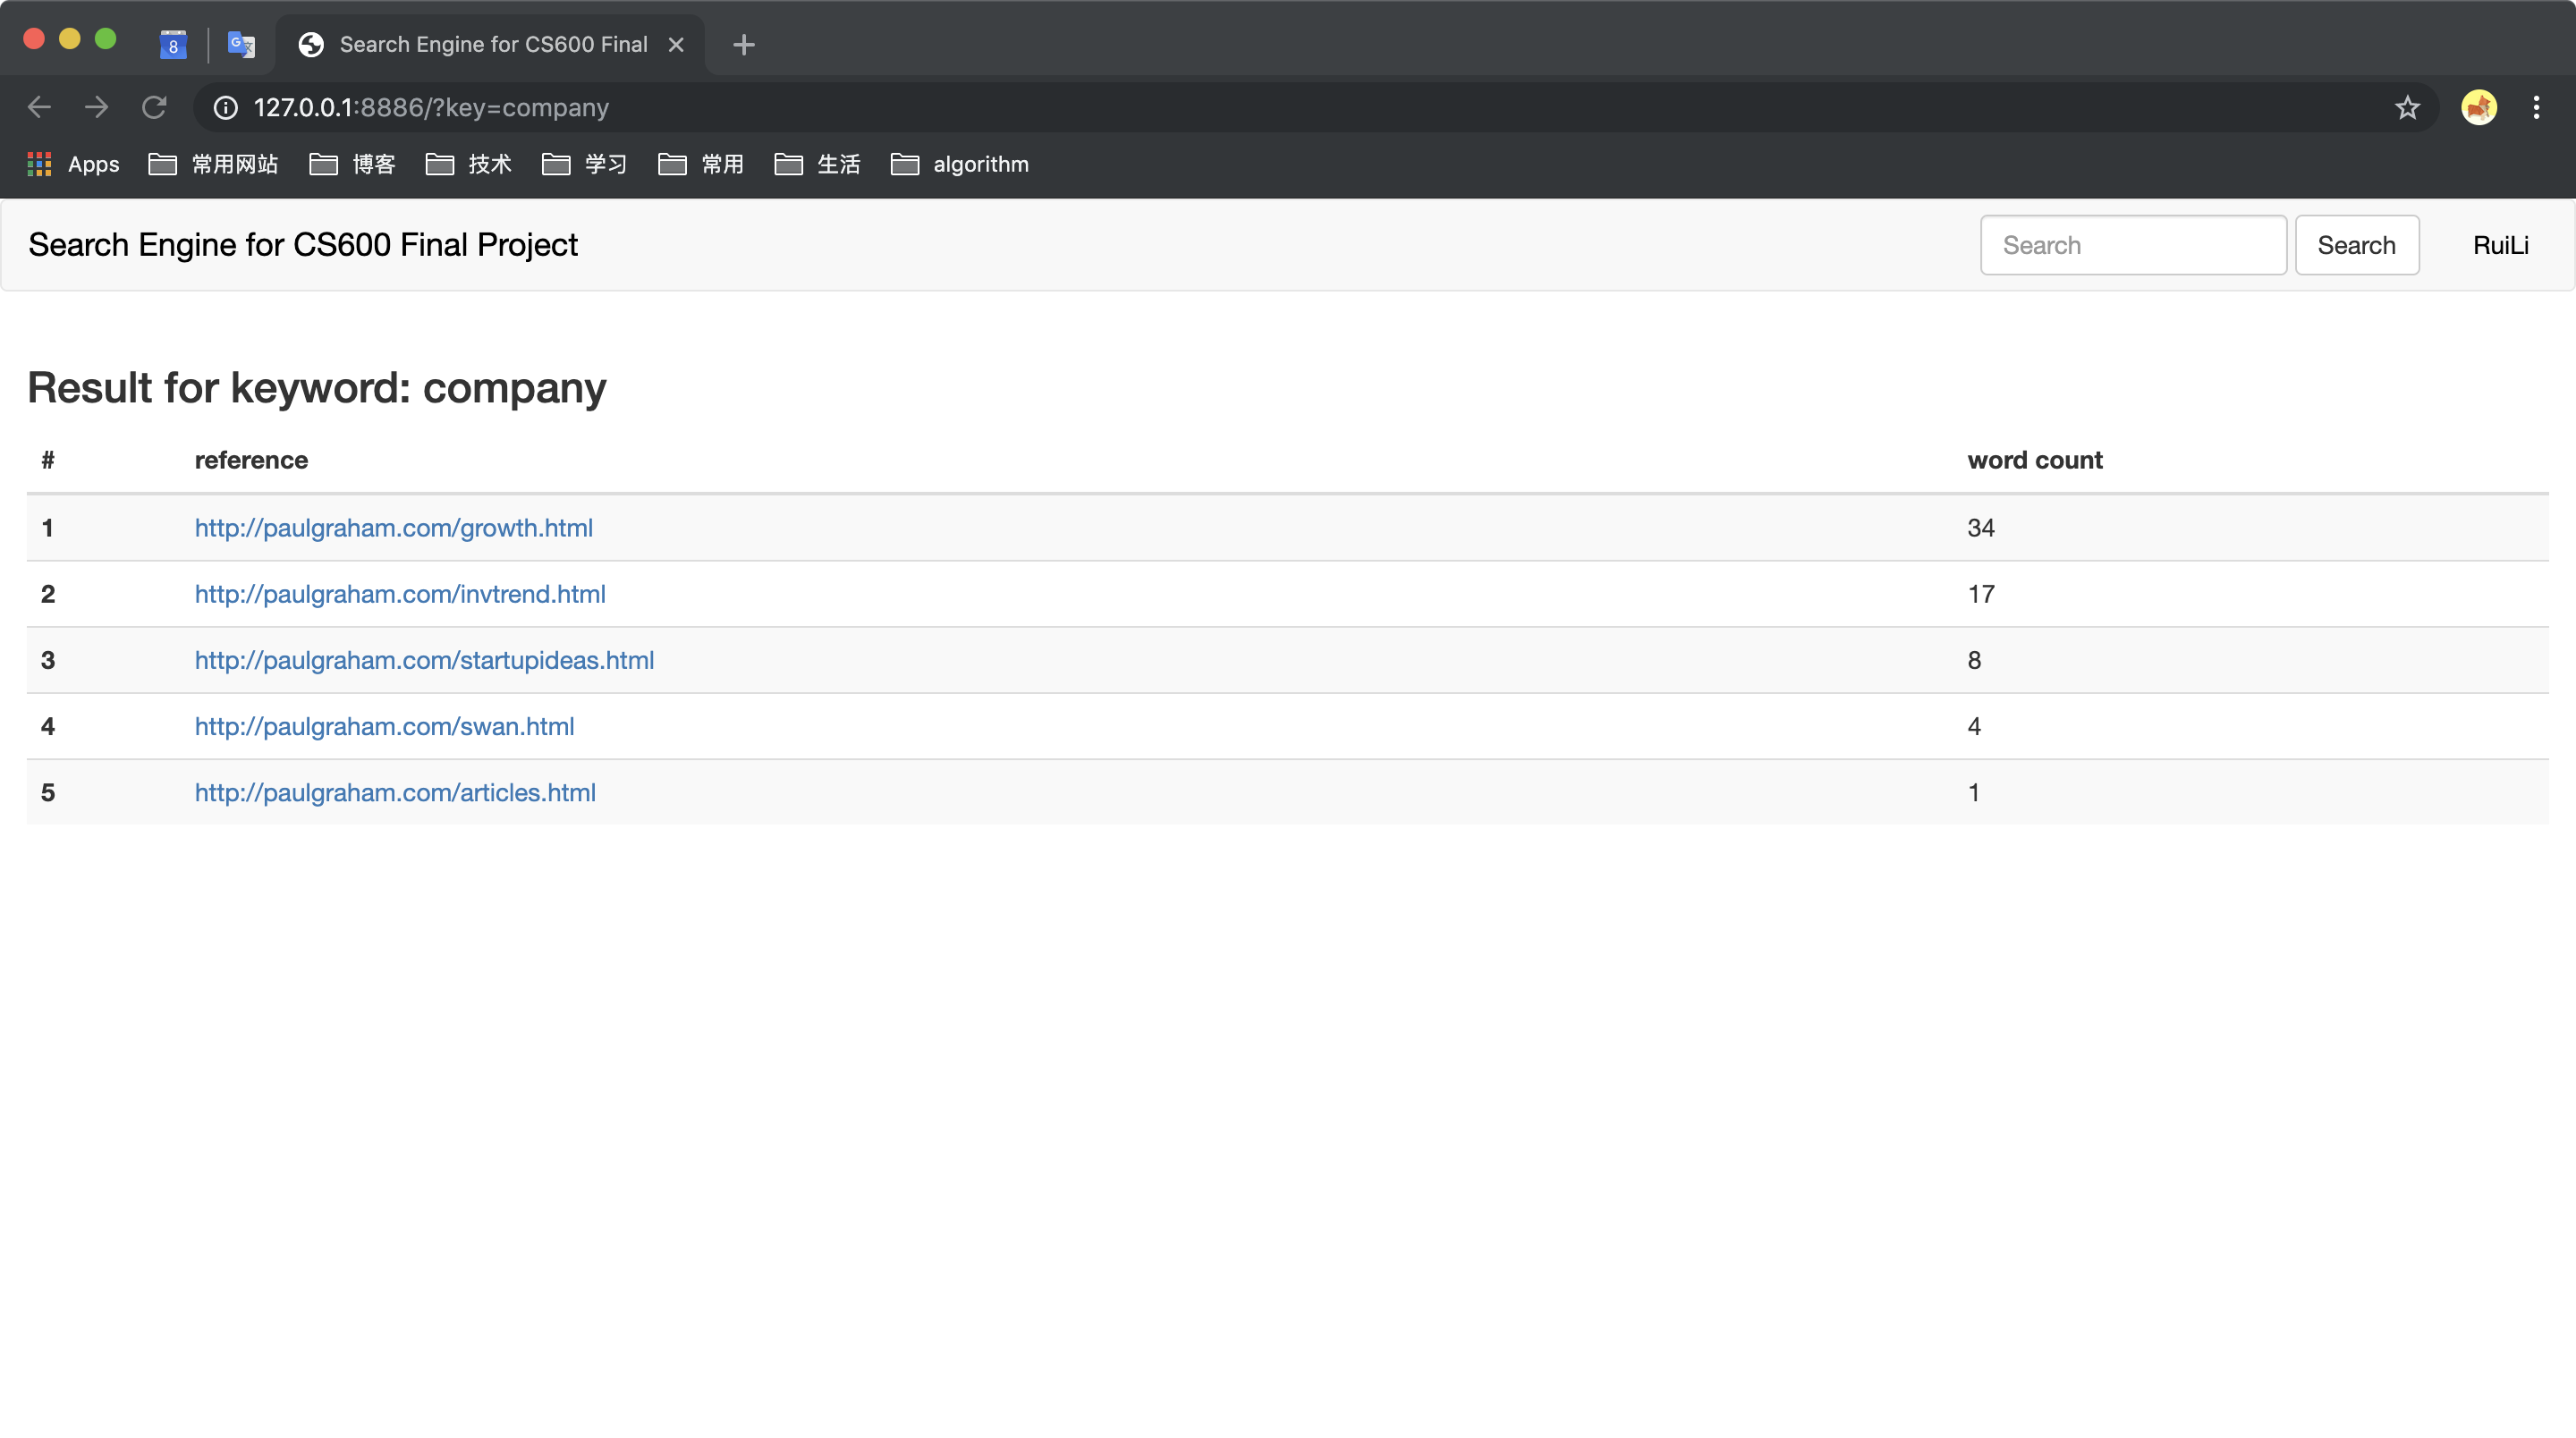 8 G 文 Search Engine for CS600 Final
127.0.0.1:8886/?key=company
Apps 常用网站 博客 技术 学习 常用 生活 algorithm
Search Engine for CS600 Final Project Search Search RuiLi
Result for keyword: company
# reference word count
1 http://paulgraham.com/growth.html 34
2 http://paulgraham.com/invtrend.html 17
3 http://paulgraham.com/startupideas.html 8
4 http://paulgraham.com/swan.html 4
5 http://paulgraham.com/articles.html 1